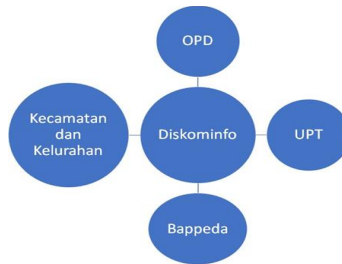 OPD
Kecamatan
dan
Kelurahan
Diskominfo
UPT
Bappeda